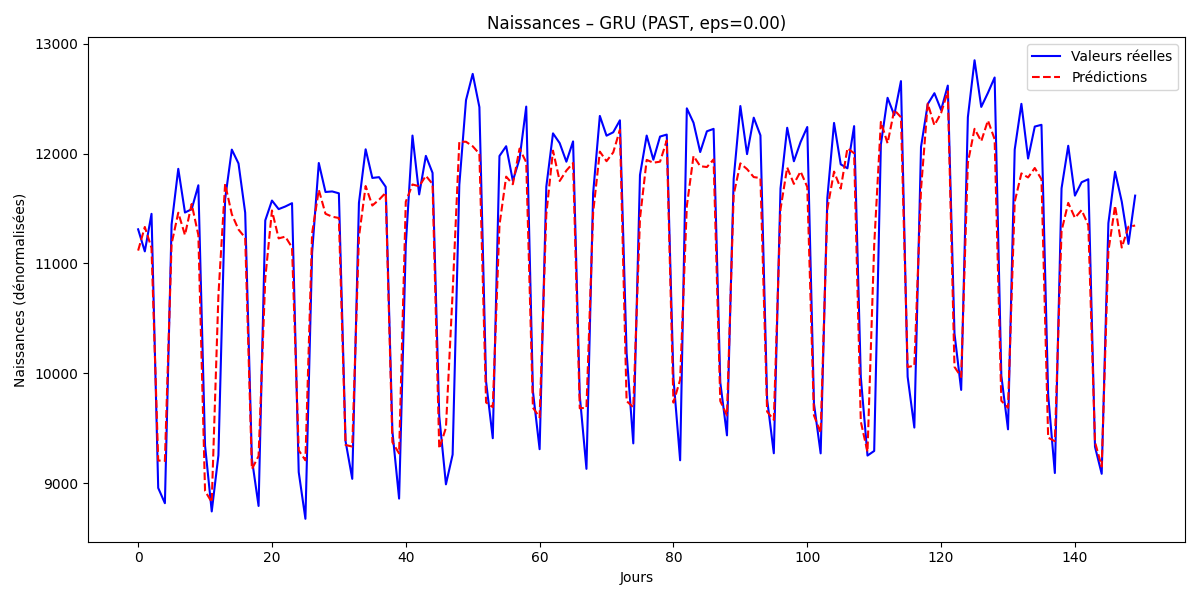 Naissances – GRU (PAST, eps=0.00)
13000
12000
11000
10000
9000
Naissances (dénormalisées)
Valeurs réelles
Prédictions
0 20 40 60 80 100 120 140
Jours